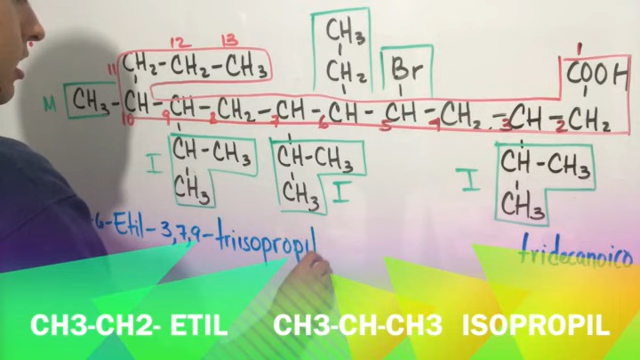 12 13
CH3
11 CH2-CH2-CH3 CH2 Br COOH
M CH3-CH-CH-CH2-CH-CH-CH-CH2-CH-CH2
10 9 8 7 6 5 4 3 2
I CH-CH3 CH-CH3 I CH-CH3
CH3 CH3 I CH3
6-Etil-3,7,9-triisopropil tridecanoico
CH3-CH2- ETIL CH3-CH-CH3 ISOPROPIL